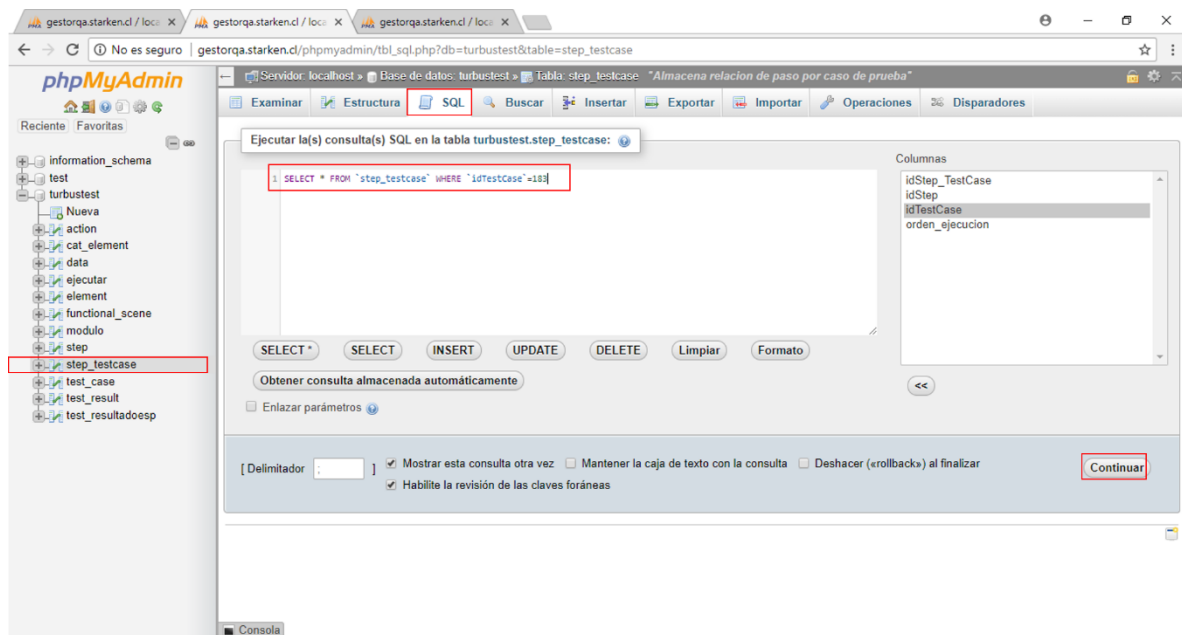 gestorqa.starken.cl / loca
gestorqa.starken.cl / loca
gestorqa.starken.cl / loca
No es seguro
gestorqa.starken.cl/phpmyadmin/tbl_sql.php?db=turbustest&table=step_testcase
phpMyAdmin
Reciente Favoritas
information_schema
test
turbustest
Nueva
action
cat_element
data
ejecutar
element
functional_scene
modulo
step
step_testcase
test_case
test_result
test_resultadoesp
Servidor: localhost » Base de datos: turbustest » Tabla: step_testcase "Almacena relacion de paso por caso de prueba"
Examinar Estructura SQL Buscar Insertar Exportar Importar Operaciones Disparadores
Ejecutar la(s) consulta(s) SQL en la tabla turbustest.step_testcase:
1 SELECT * FROM `step_testcase` WHERE `idTestCase`=183
Columnas
idStep_TestCase
idStep
idTestCase
orden_ejecucion
SELECT * SELECT INSERT UPDATE DELETE Limpiar Formato
Obtener consulta almacenada automáticamente
<<
Enlazar parámetros
[ Delimitador ; ] Mostrar esta consulta otra vez Mantener la caja de texto con la consulta Deshacer («rollback») al finalizar
Habilite la revisión de las claves foráneas
Continuar
Consola